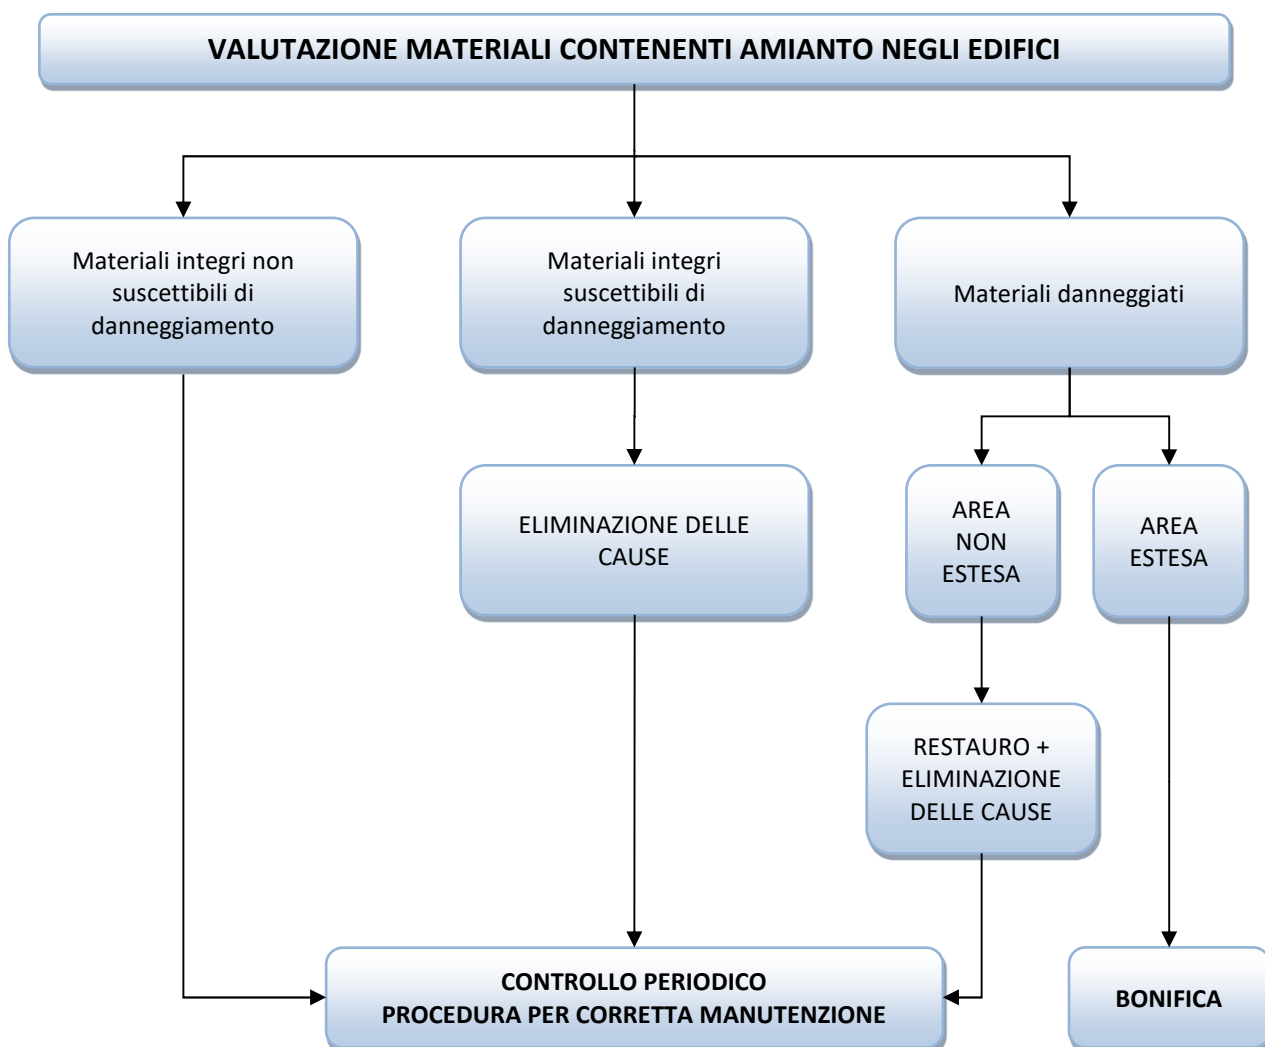 VALUTAZIONE MATERIALI CONTENENTI AMIANTO NEGLI EDIFICI
Materiali integri non
suscettibili di
danneggiamento
Materiali integri
suscettibili di
danneggiamento
Materiali danneggiati
ELIMINAZIONE DELLE
CAUSE
AREA
NON
ESTESA
AREA
ESTESA
RESTAURO +
ELIMINAZIONE
DELLE CAUSE
CONTROLLO PERIODICO
PROCEDURA PER CORRETTA MANUTENZIONE
BONIFICA